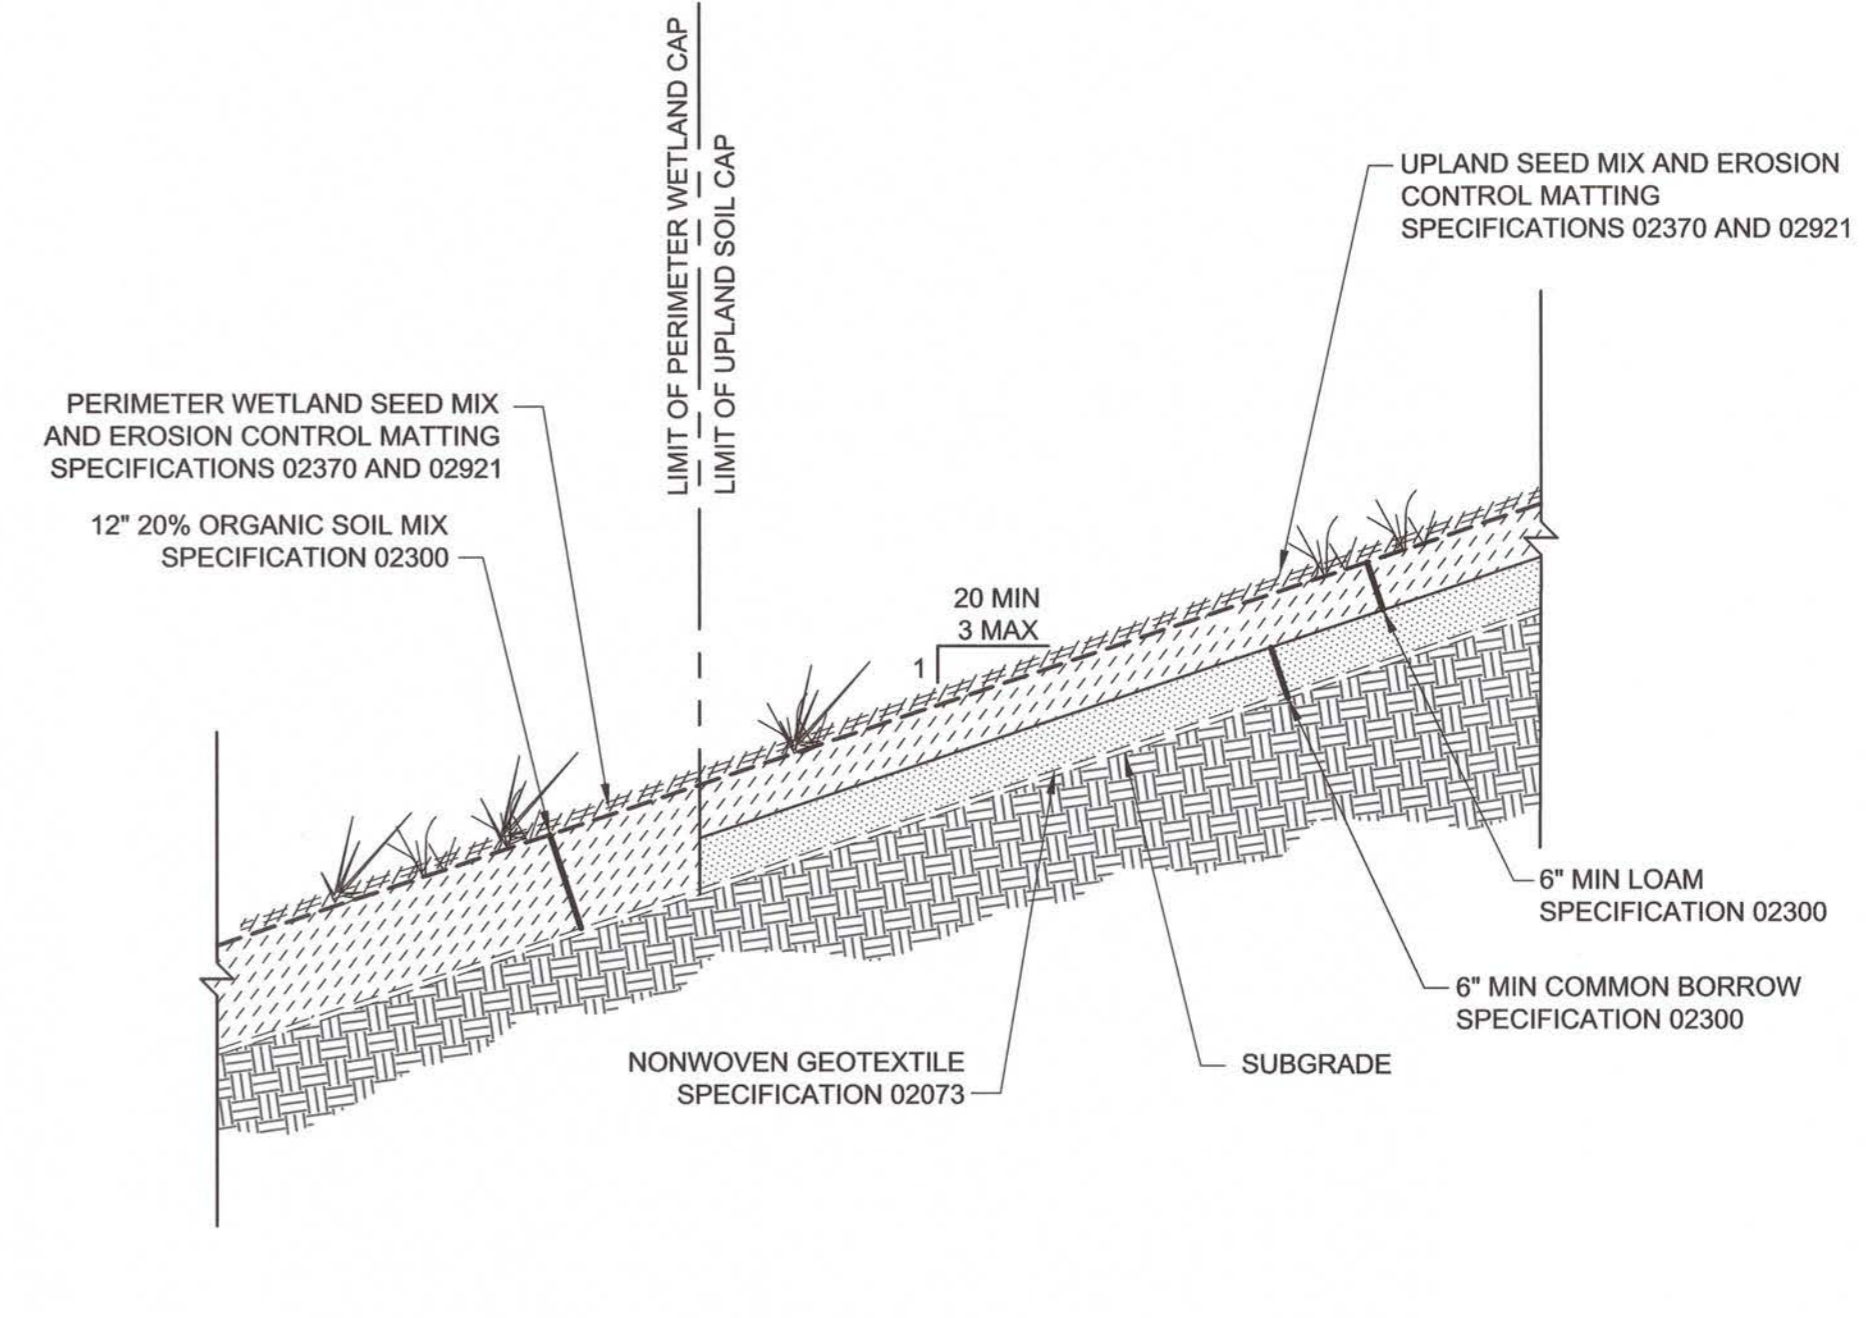 LIMIT OF PERIMETER WETLAND CAP
LIMIT OF UPLAND SOIL CAP
UPLAND SEED MIX AND EROSION
CONTROL MATTING
SPECIFICATIONS 02370 AND 02921
PERIMETER WETLAND SEED MIX
AND EROSION CONTROL MATTING
SPECIFICATIONS 02370 AND 02921
12" 20% ORGANIC SOIL MIX
SPECIFICATION 02300
20 MIN
3 MAX
1
6" MIN LOAM
SPECIFICATION 02300
6" MIN COMMON BORROW
SPECIFICATION 02300
NONWOVEN GEOTEXTILE
SPECIFICATION 02073
SUBGRADE